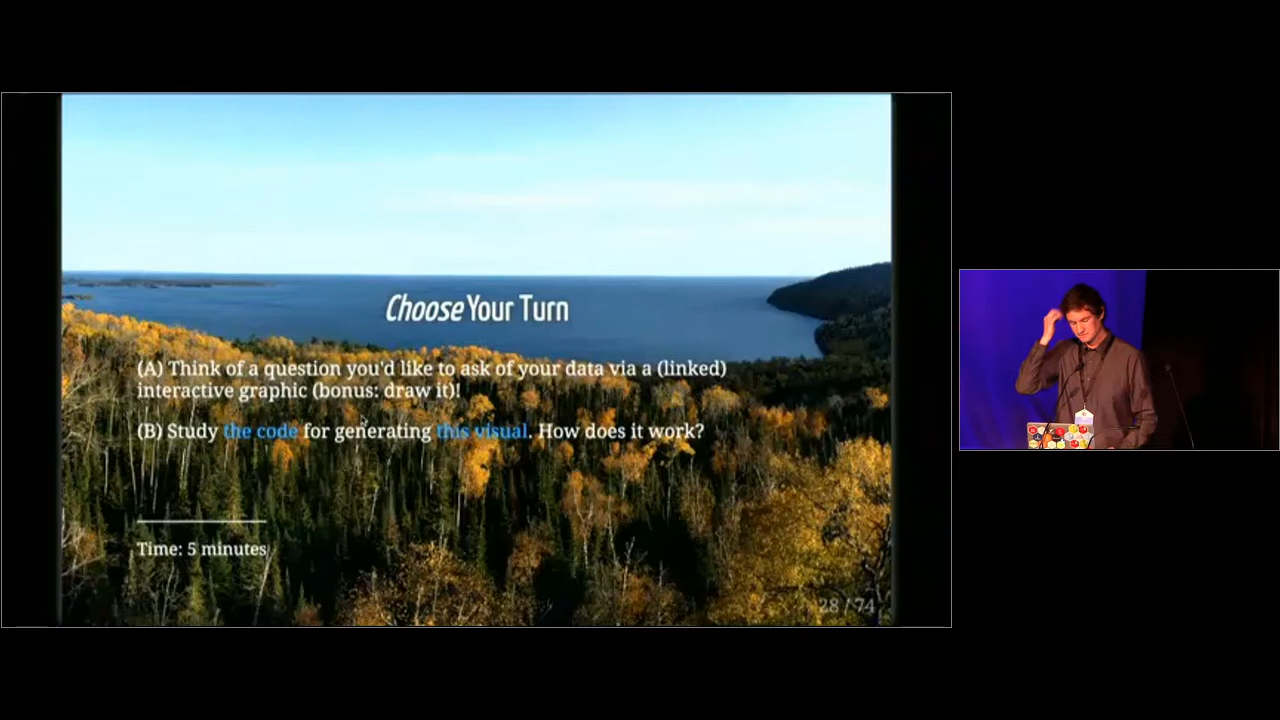 Choose Your Turn
(A) Think of a question you'd like to ask of your data via a (linked)
interactive graphic (bonus: draw it)!
(B) Study the code for generating this visual. How does it work?
Time: 5 minutes
28 / 74